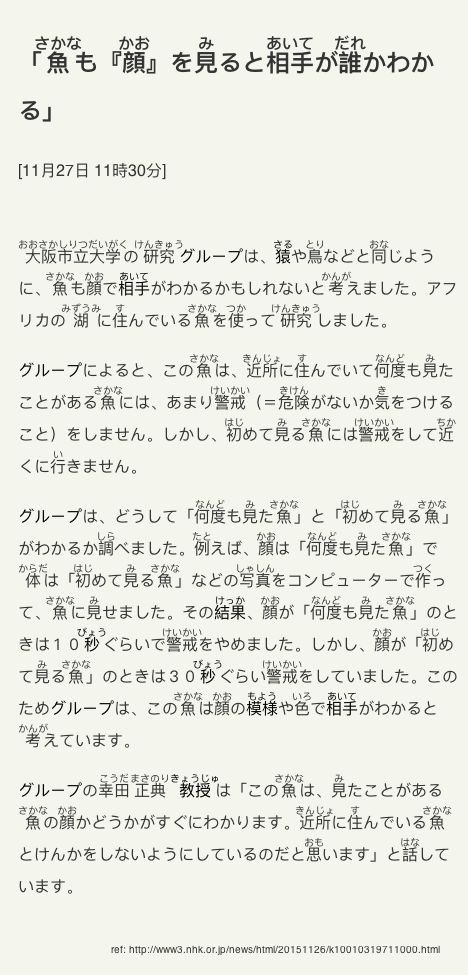 「魚も『顔』を見ると相手が誰かわか
る」
[11月27日 11時30分]
大阪市立大学の研究グループは、猿や鳥などと同じよう
に、魚も顔で相手がわかるかもしれないと考えました。アフ
リカの湖に住んでいる魚を使って研究しました。
グループによると、この魚は、近所に住んでいて何度も見た
ことがある魚には、あまり警戒（＝危険がないか気をつける
こと）をしません。しかし、初めて見る魚には警戒をして近
くに行きません。
グループは、どうして「何度も見た魚」と「初めて見る魚」
がわかるか調べました。例えば、顔は「何度も見た魚」で
体は「初めて見る魚」などの写真をコンピューターで作っ
て、魚に見せました。その結果、顔が「何度も見た魚」のと
きは１０秒ぐらいで警戒をやめました。しかし、顔が「初め
て見る魚」のときは３０秒ぐらい警戒をしていました。この
ためグループは、この魚は顔の模様や色で相手がわかると
考えています。
グループの幸田正典教授は「この魚は、見たことがある
魚の顔かどうかがすぐにわかります。近所に住んでいる魚
とけんかをしないようにしているのだと思います」と話して
います。
ref: http://www3.nhk.or.jp/news/html/20151126/k10010319711000.html